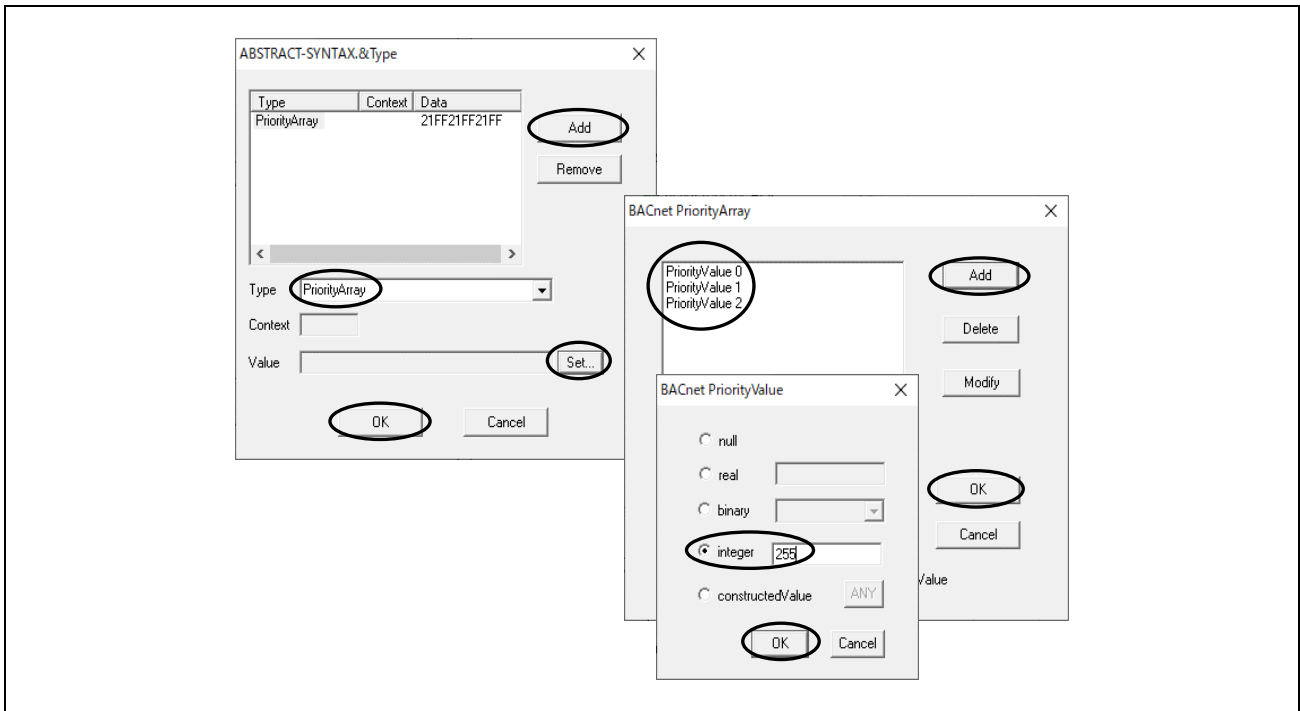 ABSTRACT-SYNTAX.&Type
Type Context Data
PriorityArray 21FF21FF21FF
Add
Remove
Type PriorityArray
Context
Value Set...
OK Cancel
BACnet PriorityArray
PriorityValue 0
PriorityValue 1
PriorityValue 2
Add
Delete
Modify
OK
Cancel
BACnet PriorityValue
null
real
binary
integer 255
constructedValue ANY
OK Cancel